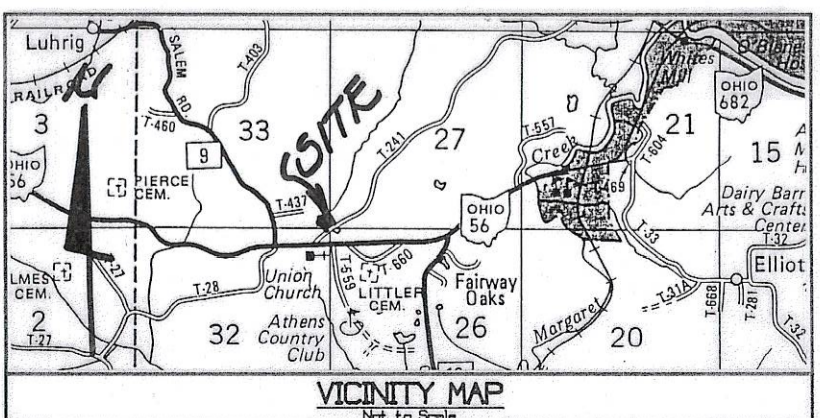 Luhrig
SALEM RD.
T-403
RAILROAD
N
T-460
3
33
9
SITE
T-241
27
T-557
Creek
Whites
Mill
OHIO
682
21
15
T-604
PIERCE
CEM.
T-437
OHIO
56
T-27
CEM.
2
T-27
T-28
32
Union
Church
Athens
Country
Club
T-559
T-660
LITTLER
CEM.
Fairway
Oaks
26
T-33
Dairy Barn
Arts & Crafts
Center
T-32
Elliot
T-31A
T-668
T-281
T-32
Margaret
20
VICINITY MAP
Not to Scale